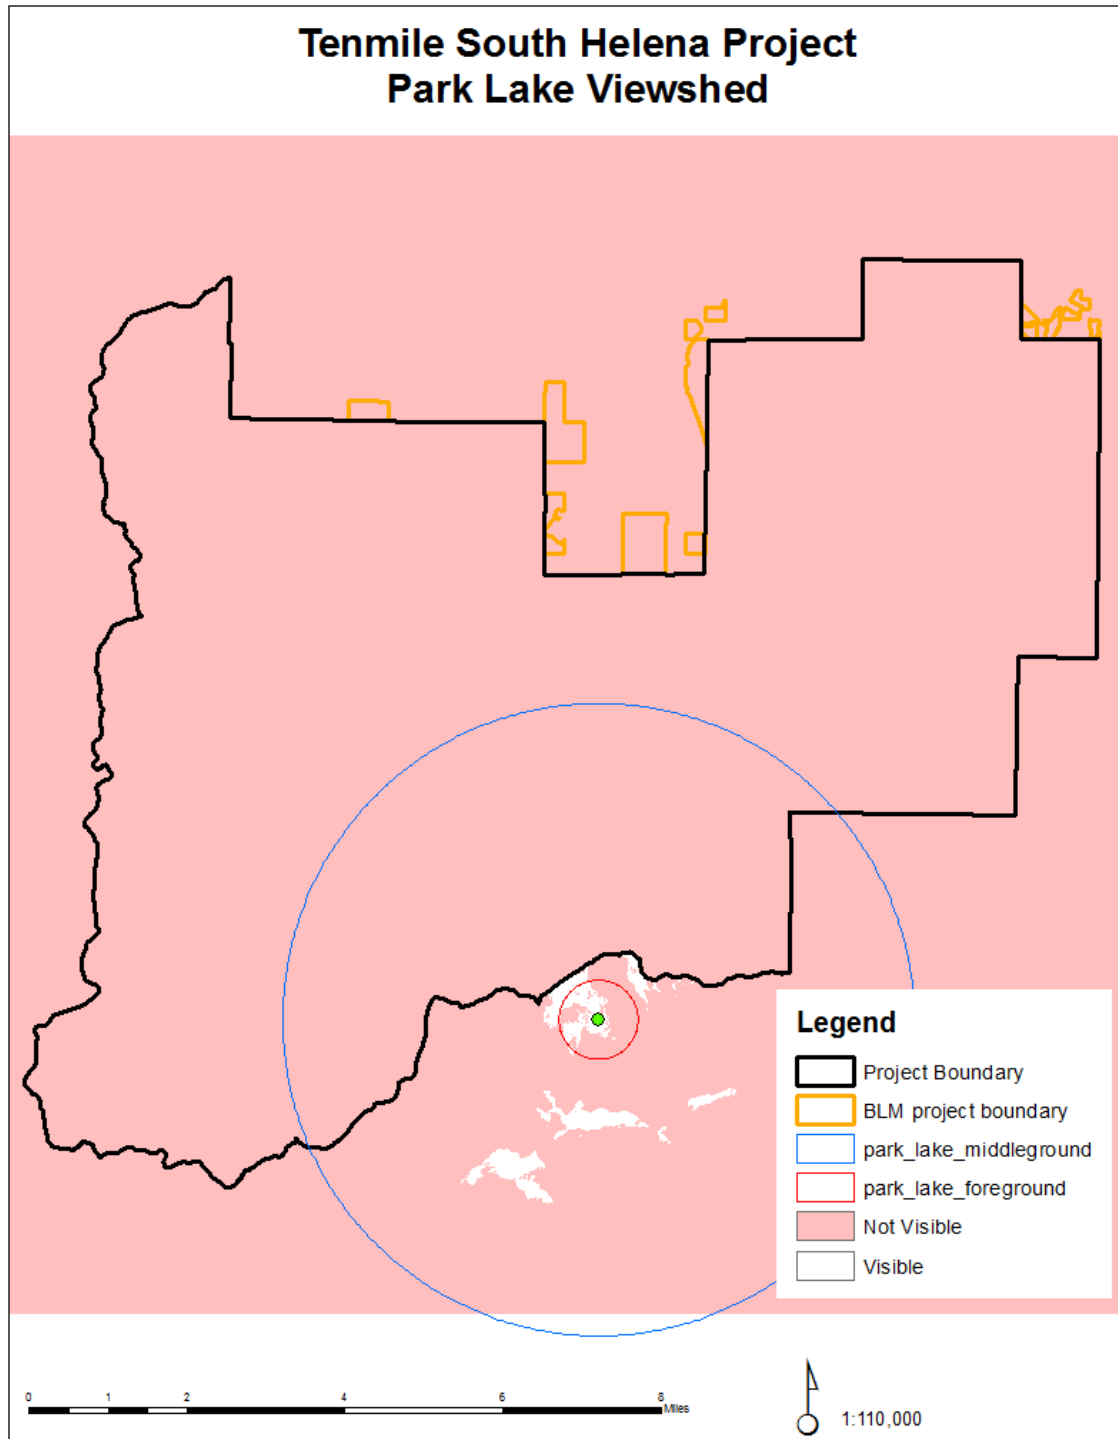 Tenmile South Helena Project
Park Lake Viewshed
Legend
Project Boundary
BLM project boundary
park_lake_middleground
park_lake_foreground
Not Visible
Visible
0 1 2 4 6 8
Miles
1:110,000